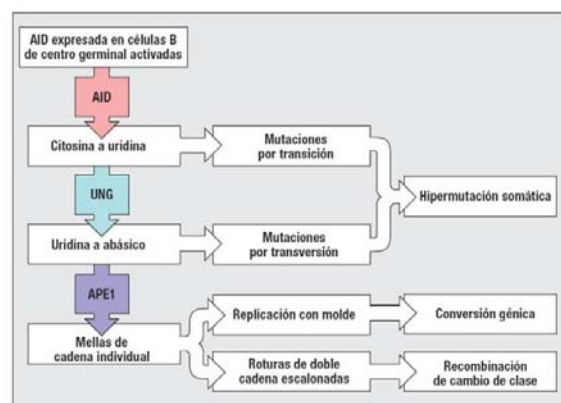 AID expresada en células B
de centro germinal activadas
AID
Citosina a uridina
Mutaciones
por transición
Hipermutación somática
UNG
Uridina a abásico
Mutaciones
por transversión
APE1
Mellas de
cadena individual
Replicación con molde
Conversión génica
Roturas de doble
cadena escalonadas
Recombinación
de cambio de clase